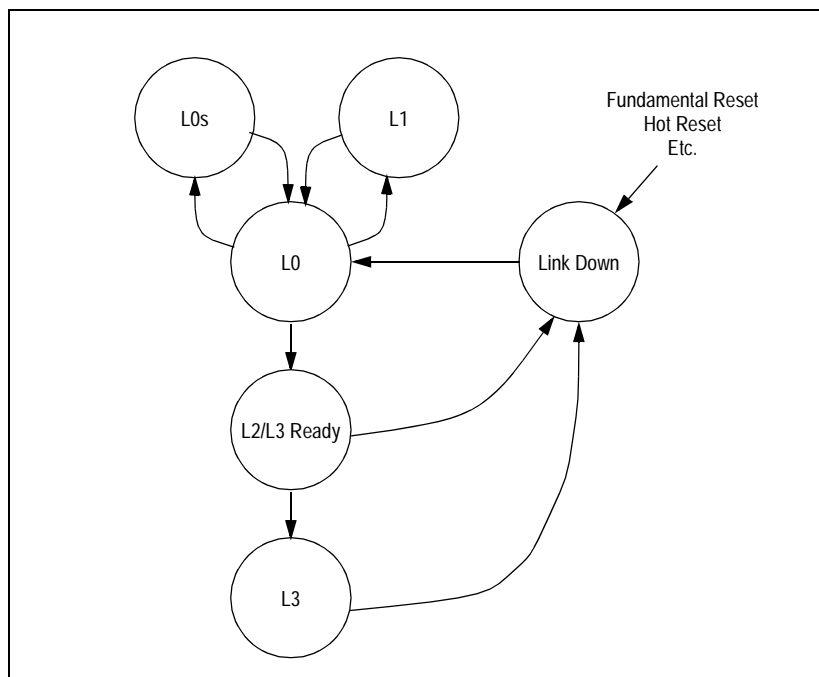 L0s
L1
Fundamental Reset
Hot Reset
Etc.
L0
Link Down
L2/L3 Ready
L3